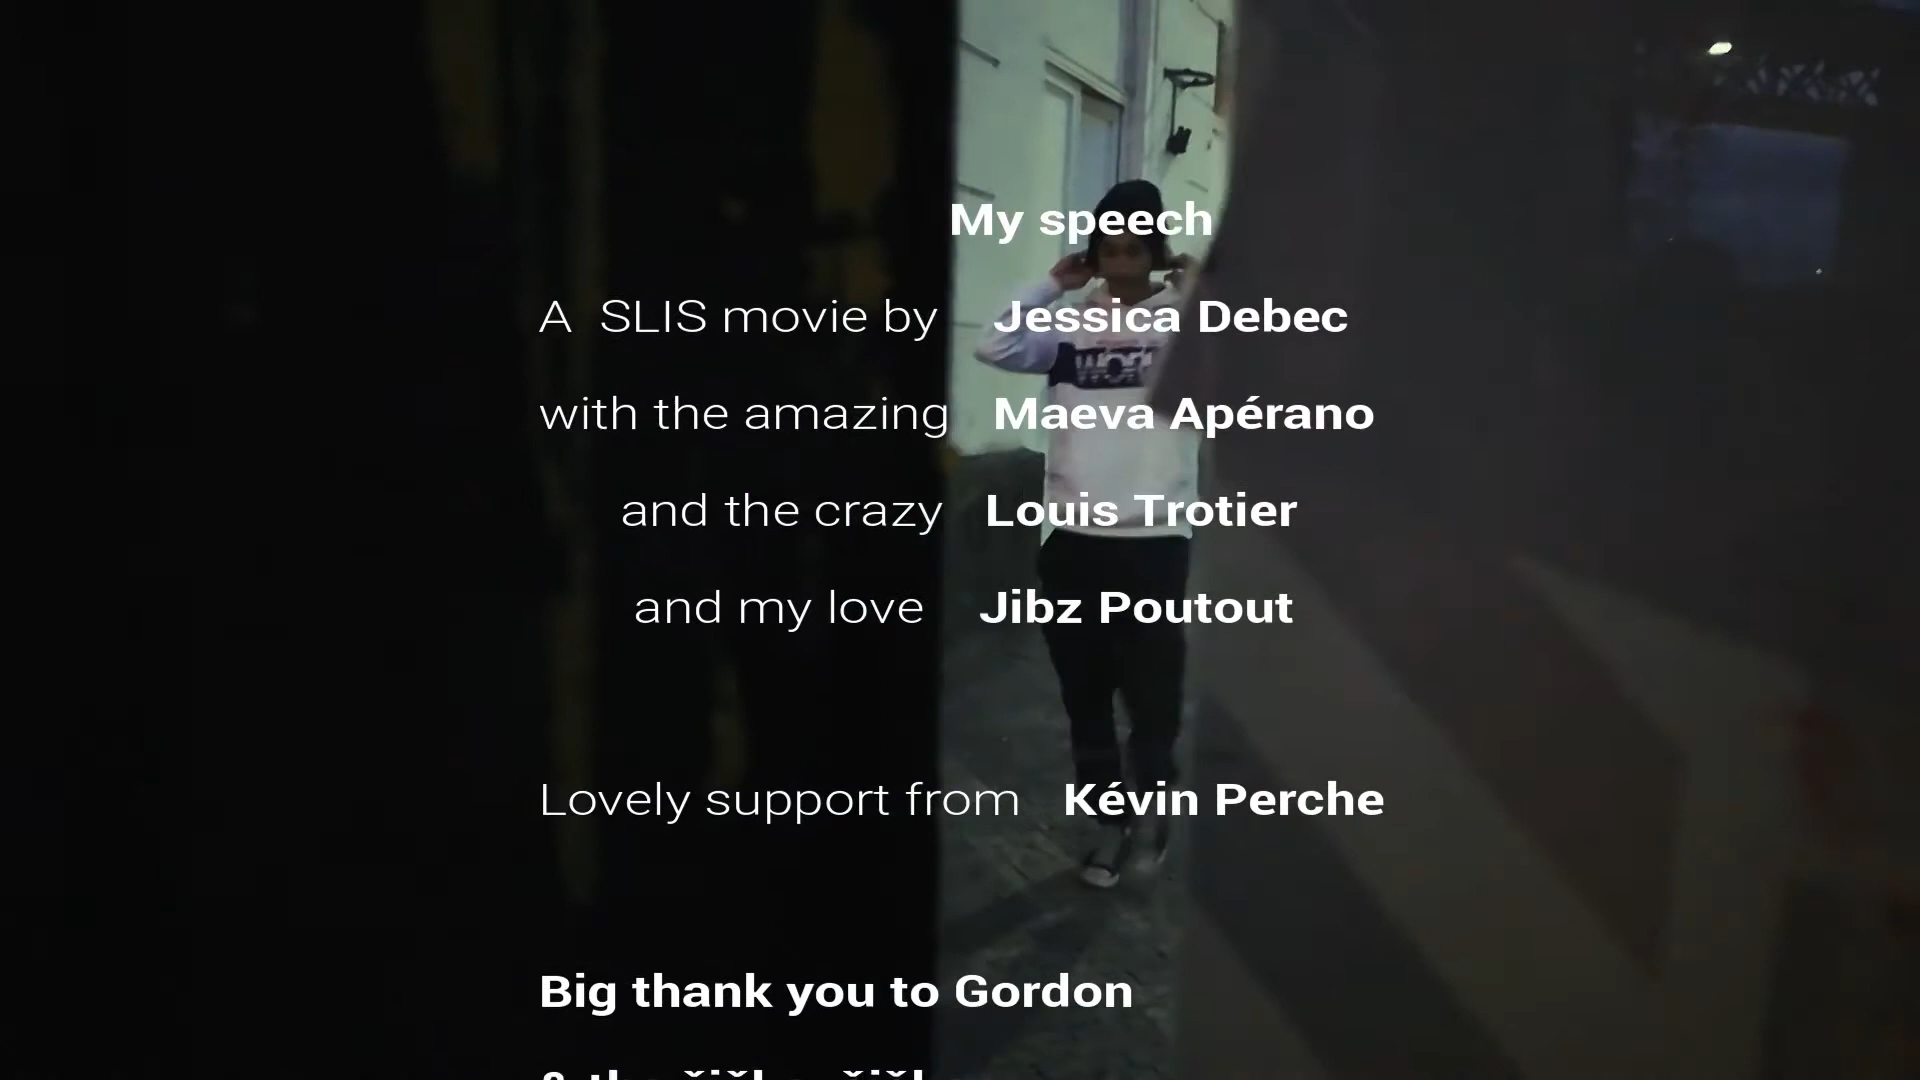 My speech
A SLIS movie by Jessica Debec
with the amazing Maeva Apérano
and the crazy Louis Trotier
and my love Jibz Poutout
Lovely support from Kévin Perche
Big thank you to Gordon